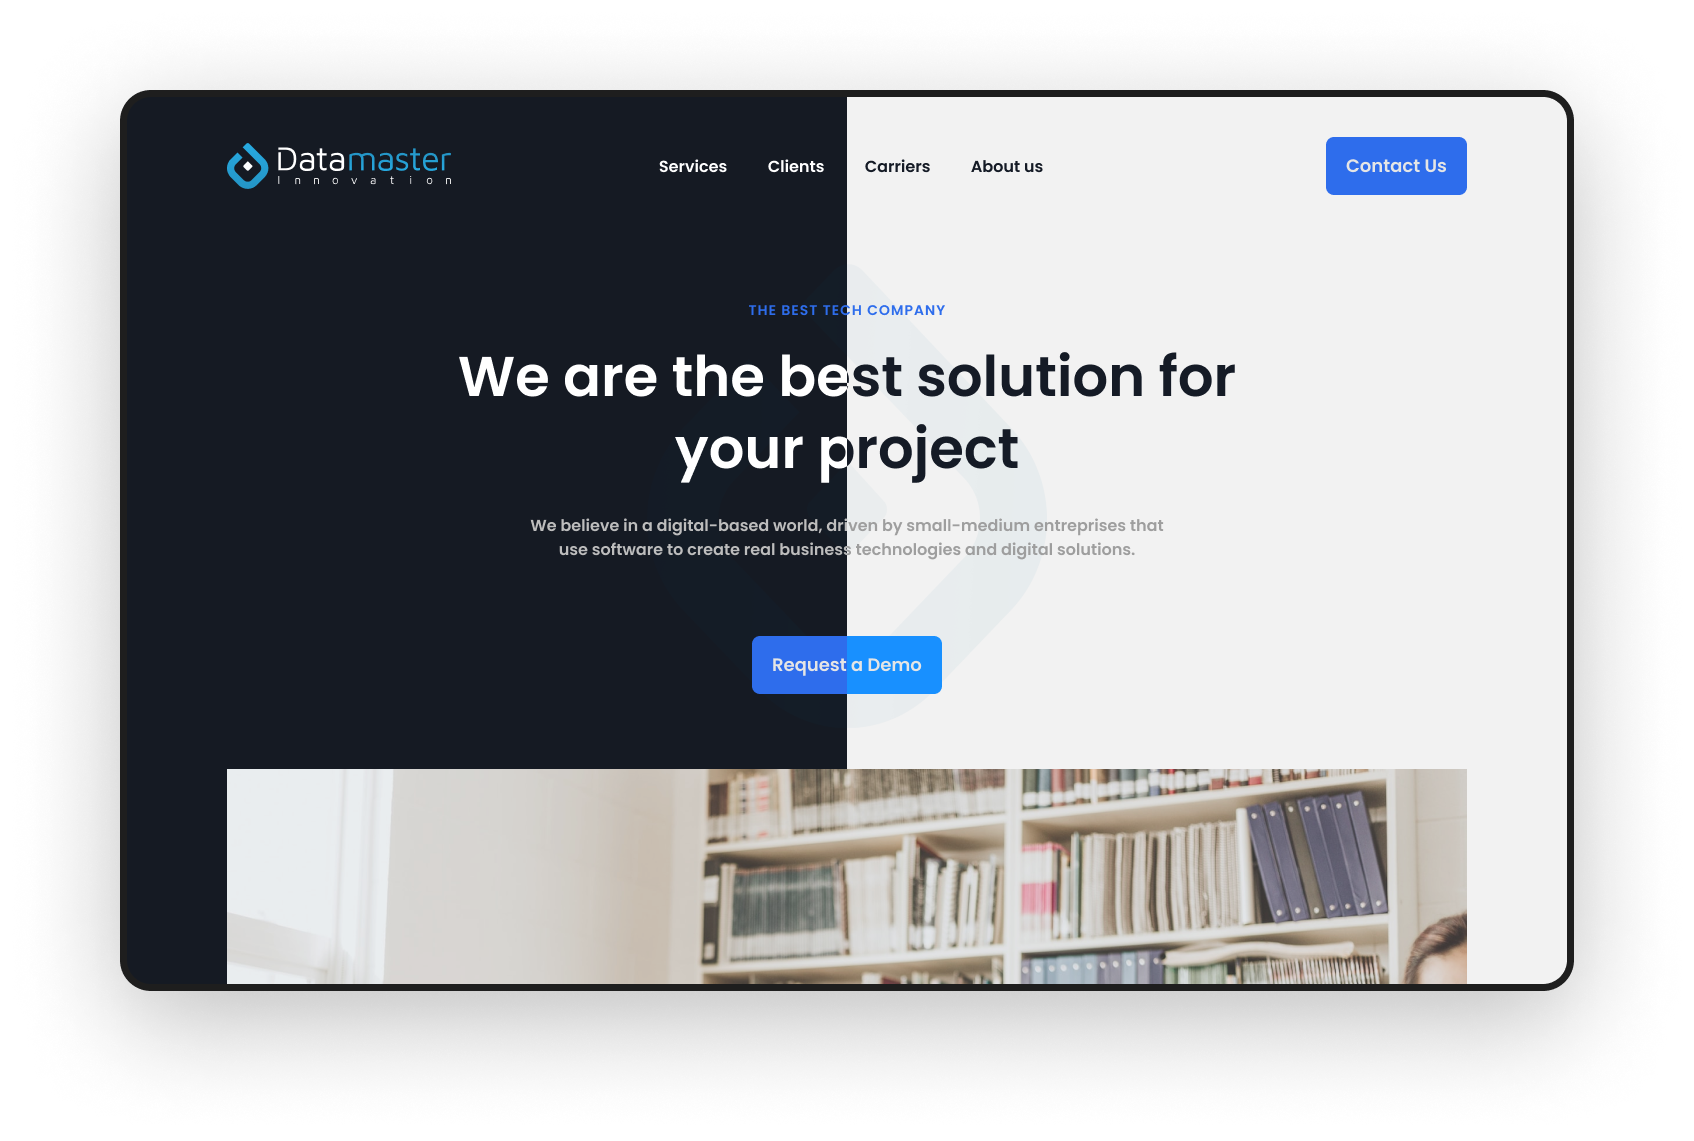 Datamaster
Innovation
Services Clients Carriers About us
Contact Us
THE BEST TECH COMPANY
We are the best solution for
your project
We believe in a digital-based world, driven by small-medium entreprises that
use software to create real business technologies and digital solutions.
Request a Demo